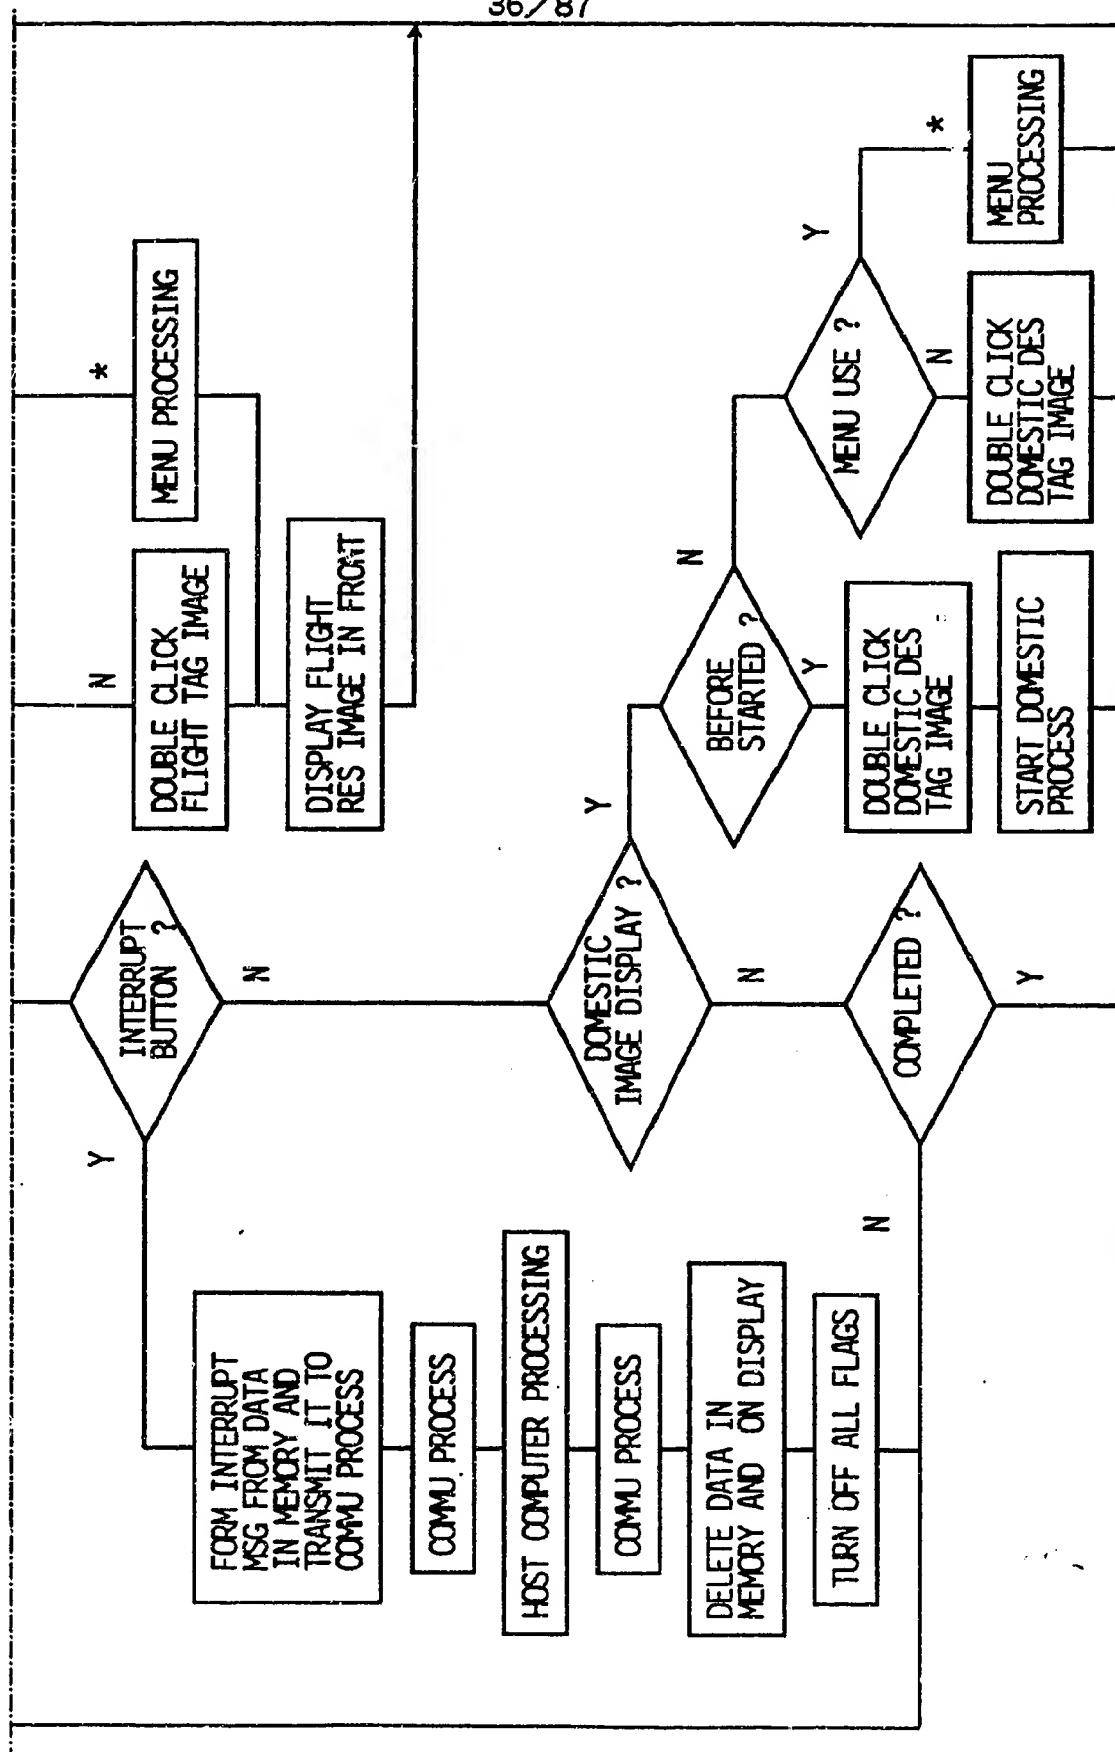 36/87
N
*
DOUBLE CLICK
FLIGHT TAG IMAGE
MENU PROCESSING
DISPLAY FLIGHT
RES IMAGE IN FRONT
INTERRUPT
BUTTON ?
Y
N
FORM INTERRUPT
MSG FROM DATA
IN MEMORY AND
TRANSMIT IT TO
COMMU PROCESS
COMMU PROCESS
HOST COMPUTER PROCESSING
COMMU PROCESS
DELETE DATA IN
MEMORY AND ON DISPLAY
TURN OFF ALL FLAGS
DOMESTIC
IMAGE DISPLAY ?
Y
N
BEFORE
STARTED ?
N
Y
MENU USE ?
Y
N
*
COMPLETED ?
N
Y
DOUBLE CLICK
DOMESTIC DES
TAG IMAGE
START DOMESTIC
PROCESS
DOUBLE CLICK
DOMESTIC DES
TAG IMAGE
MENU
PROCESSING